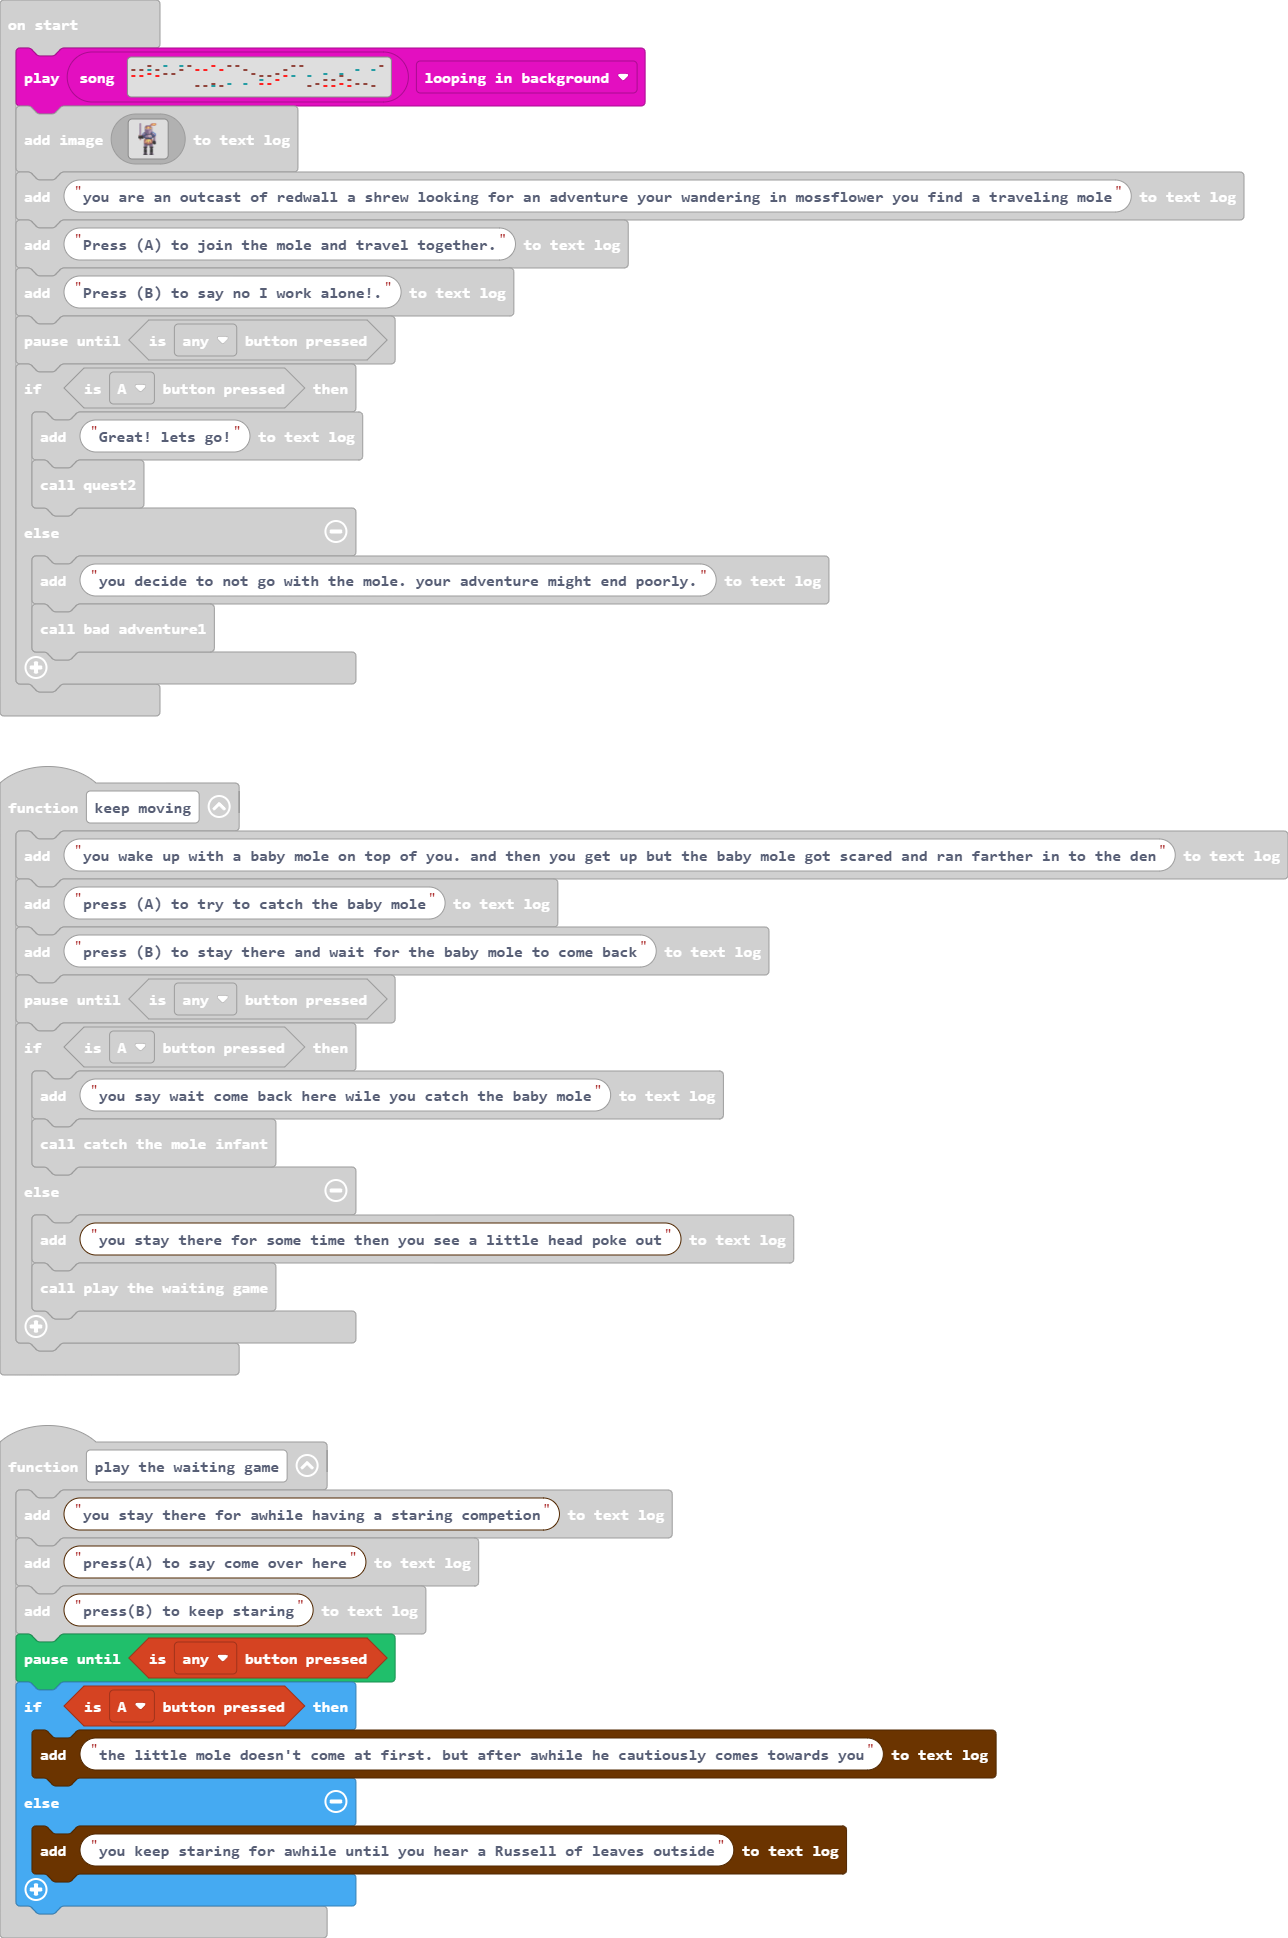 on start
play song looping in background
add image to text log
add "you are an outcast of redwall a shrew looking for an adventure your wandering in mossflower you find a traveling mole" to text log
add "Press (A) to join the mole and travel together." to text log
add "Press (B) to say no I work alone!." to text log
pause until is any button pressed
if is A button pressed then
add "Great! lets go!" to text log
call quest2
else
add "you decide to not go with the mole. your adventure might end poorly." to text log
call bad adventure1
function keep moving
add "you wake up with a baby mole on top of you. and then you get up but the baby mole got scared and ran farther in to the den" to text log
add "press (A) to try to catch the baby mole" to text log
add "press (B) to stay there and wait for the baby mole to come back" to text log
pause until is any button pressed
if is A button pressed then
add "you say wait come back here wile you catch the baby mole" to text log
call catch the mole infant
else
add "you stay there for some time then you see a little head poke out" to text log
call play the waiting game
function play the waiting game
add "you stay there for awhile having a staring competion" to text log
add "press(A) to say come over here" to text log
add "press(B) to keep staring" to text log
pause until is any button pressed
if is A button pressed then
add "the little mole doesn't come at first. but after awhile he cautiously comes towards you" to text log
else
add "you keep staring for awhile until you hear a Russell of leaves outside" to text log